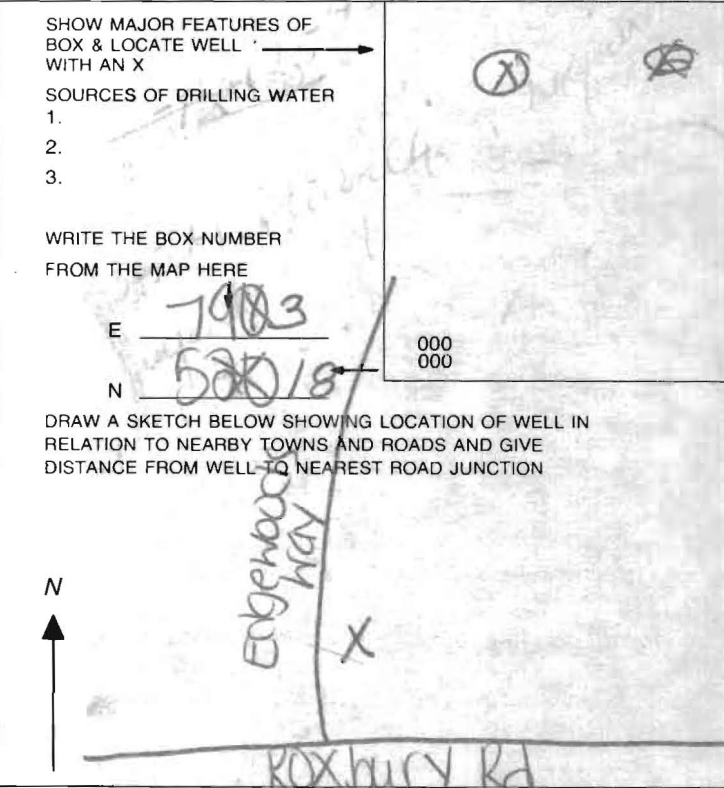 SHOW MAJOR FEATURES OF
BOX & LOCATE WELL
WITH AN X
X
SOURCES OF DRILLING WATER
1.
2.
3.
WRITE THE BOX NUMBER
FROM THE MAP HERE
E
N
000
000
DRAW A SKETCH BELOW SHOWING LOCATION OF WELL IN
RELATION TO NEARBY TOWNS AND ROADS AND GIVE
DISTANCE FROM WELL TO NEAREST ROAD JUNCTION
Edgewoods
Way
N
X
Roxbury Rd